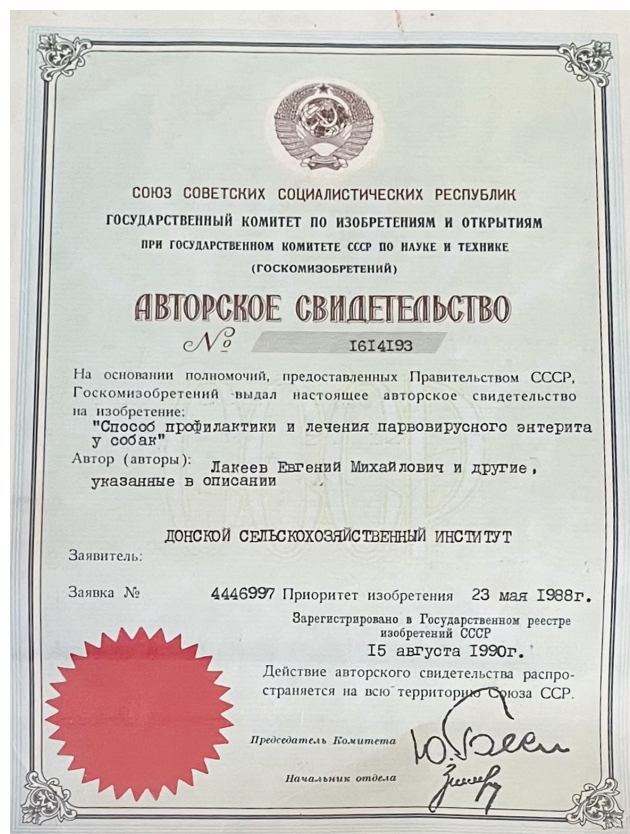 СОЮЗ СОВЕТСКИХ СОЦИАЛИСТИЧЕСКИХ РЕСПУБЛИК
ГОСУДАРСТВЕННЫЙ КОМИТЕТ ПО ИЗОБРЕТЕНИЯМ И ОТКРЫТИЯМ
ПРИ ГОСУДАРСТВЕННОМ КОМИТЕТЕ СССР ПО НАУКЕ И ТЕХНИКЕ
(ГОСКОМИЗОБРЕТЕНИЙ)
АВТОРСКОЕ СВИДЕТЕЛЬСТВО
№ 1614193
На основании полномочий, предоставленных Правительством СССР,
Госкомизобретений выдал настоящее авторское свидетельство
на изобретение:
"Способ профилактики и лечения парвовирусного энтерита
у собак"
Автор (авторы): Лакеев Евгений Михайлович и другие,
указанные в описании
ДОНСКОЙ СЕЛЬСКОХОЗЯЙСТВЕННЫЙ ИНСТИТУТ
Заявитель:
Заявка № 4446997 Приоритет изобретения 23 мая 1988г.
Зарегистрировано в Государственном реестре
изобретений СССР
15 августа 1990г.
Действие авторского свидетельства распро-
страняется на всю территорию Союза ССР.
Председатель Комитета
Начальник отдела